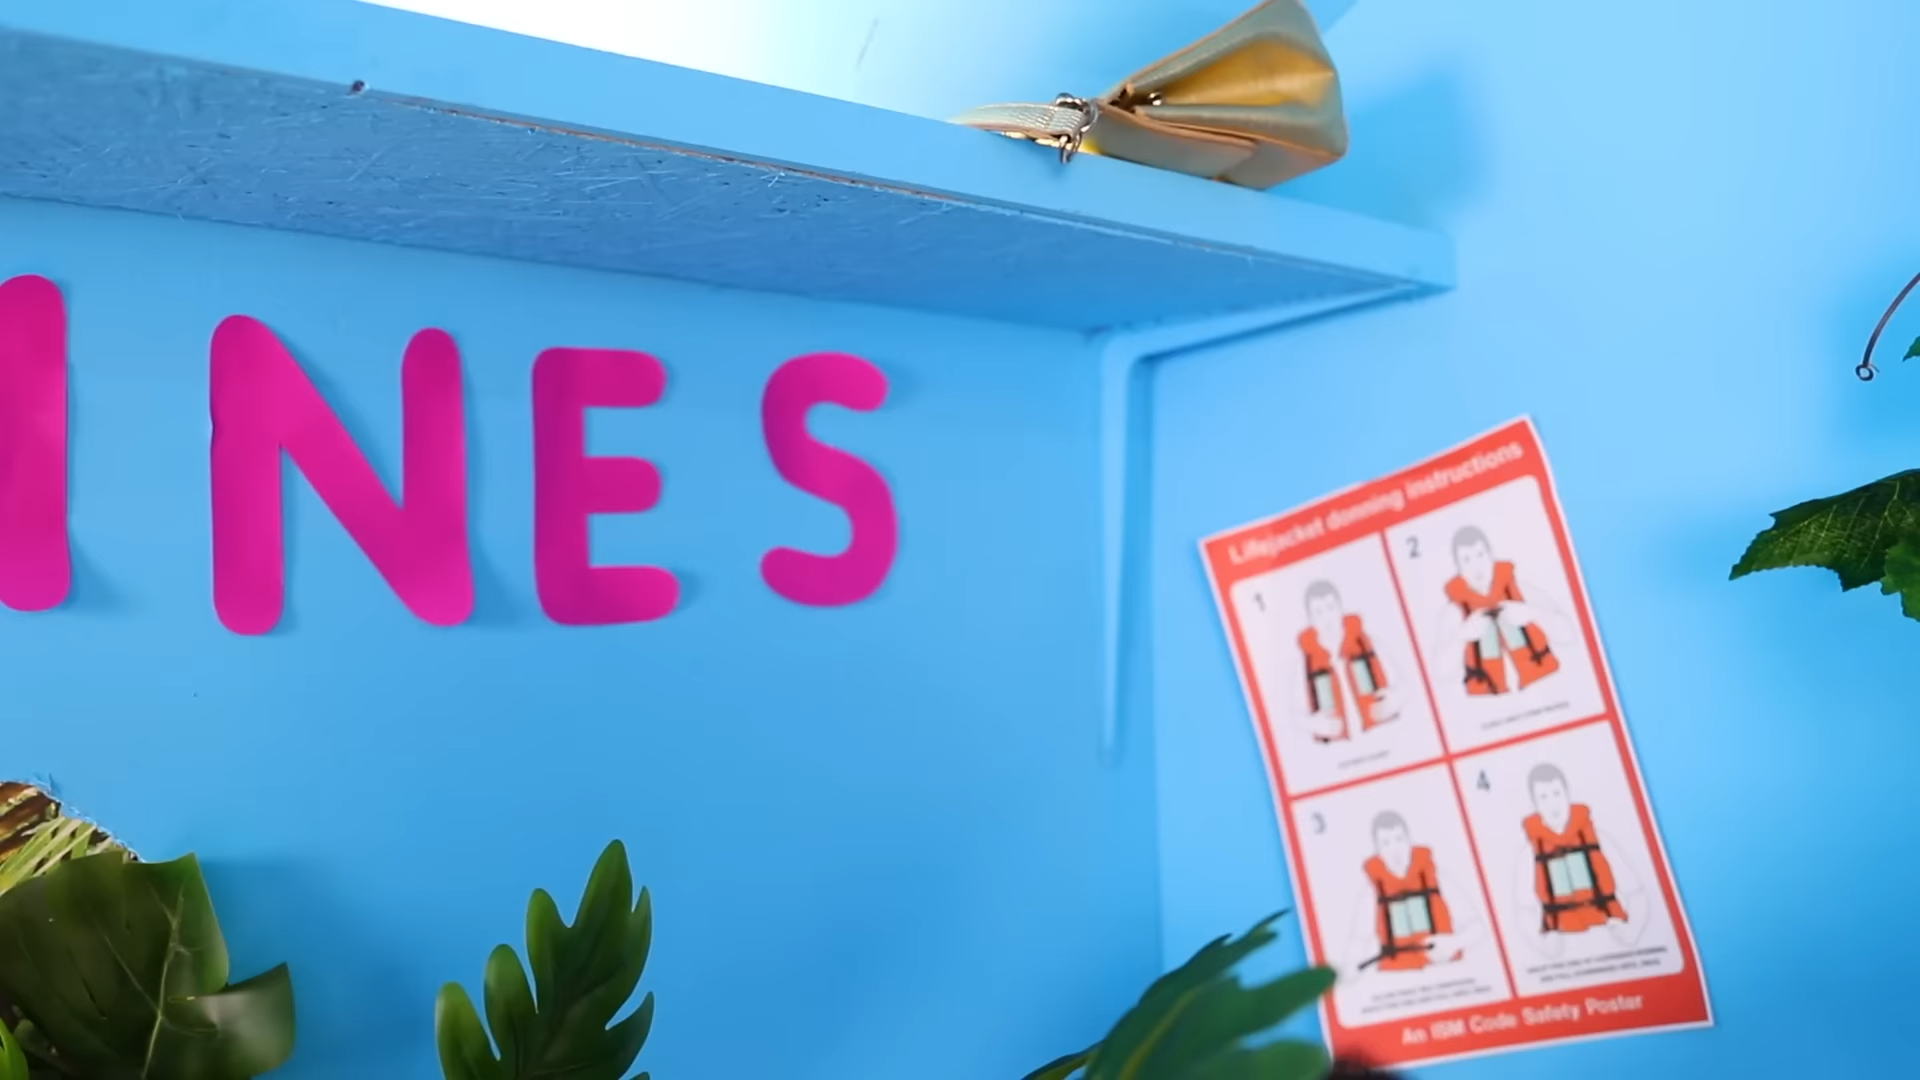 INES
Lifejacket donning instructions
1
2
3
4
An ISM Code Safety Poster